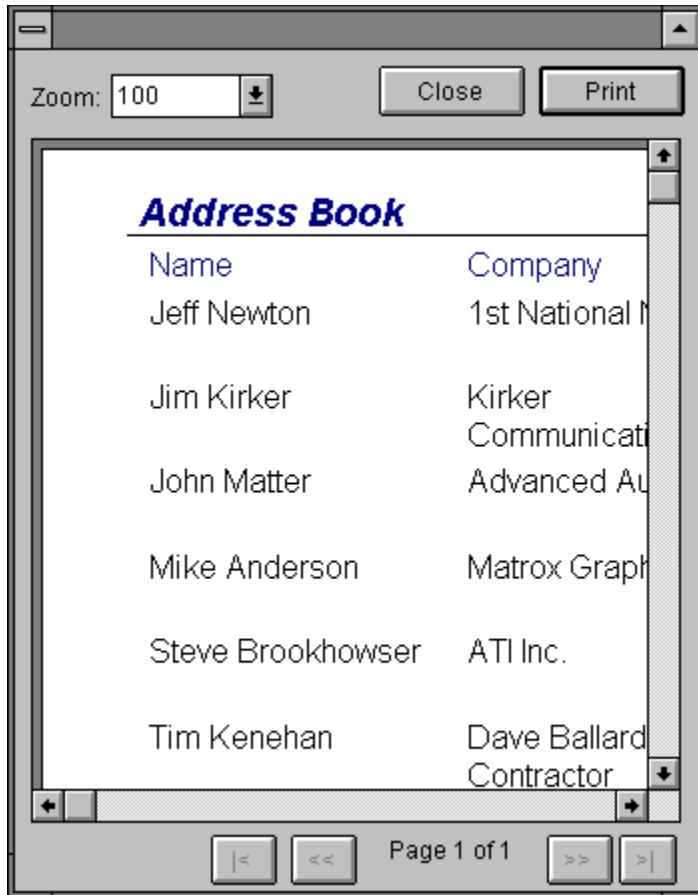 Zoom: 100 Close Print
Address Book
Name Company
Jeff Newton 1st National
Jim Kirker Kirker
Communicati
John Matter Advanced Au
Mike Anderson Matrox Graph
Steve Brookhowser ATI Inc.
Tim Kenehan Dave Ballard
Contractor
|< << Page 1 of 1 >> >|